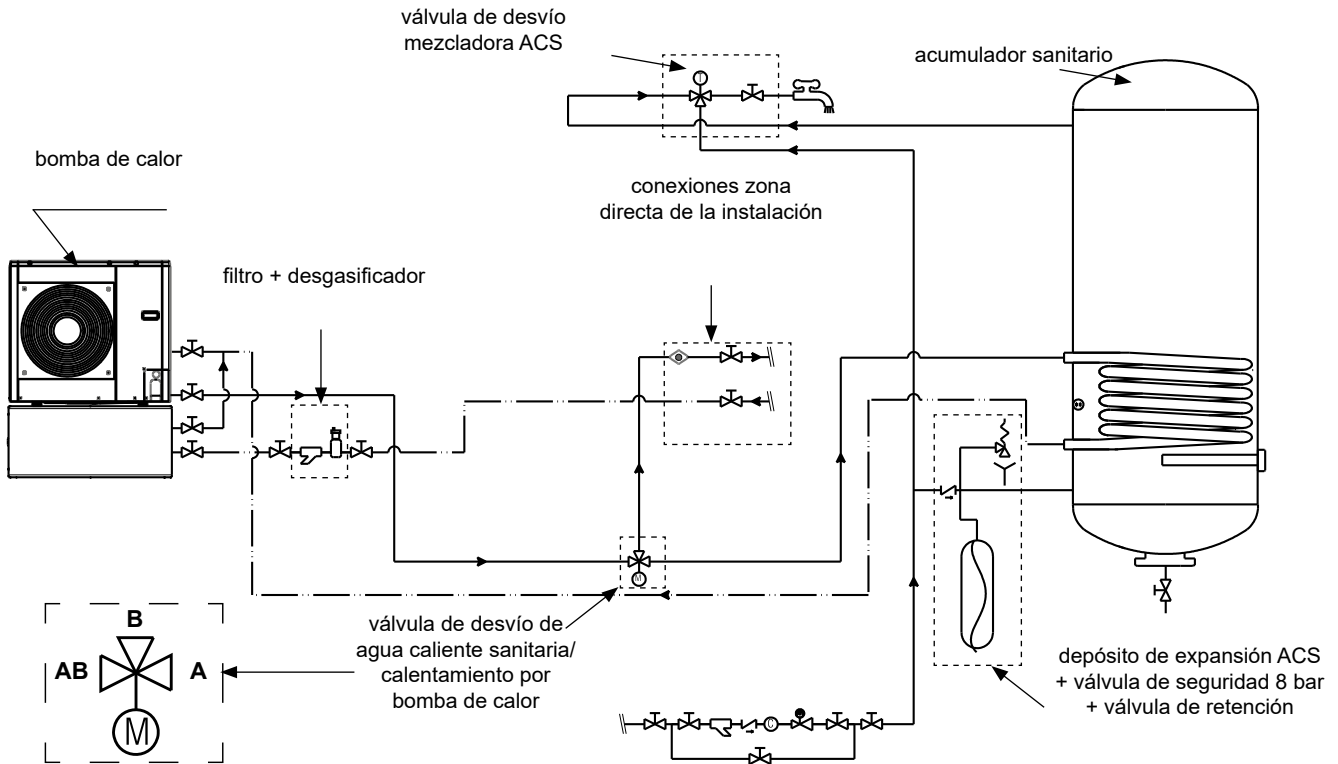 válvula de desvío
mezcladora ACS
acumulador sanitario
T
bomba de calor
conexiones zona
directa de la instalación
filtro + desgasificador
M
B
AB
A
M
válvula de desvío de
agua caliente sanitaria/
calentamiento por
bomba de calor
depósito de expansión ACS
+ válvula de seguridad 8 bar
+ válvula de retención
C